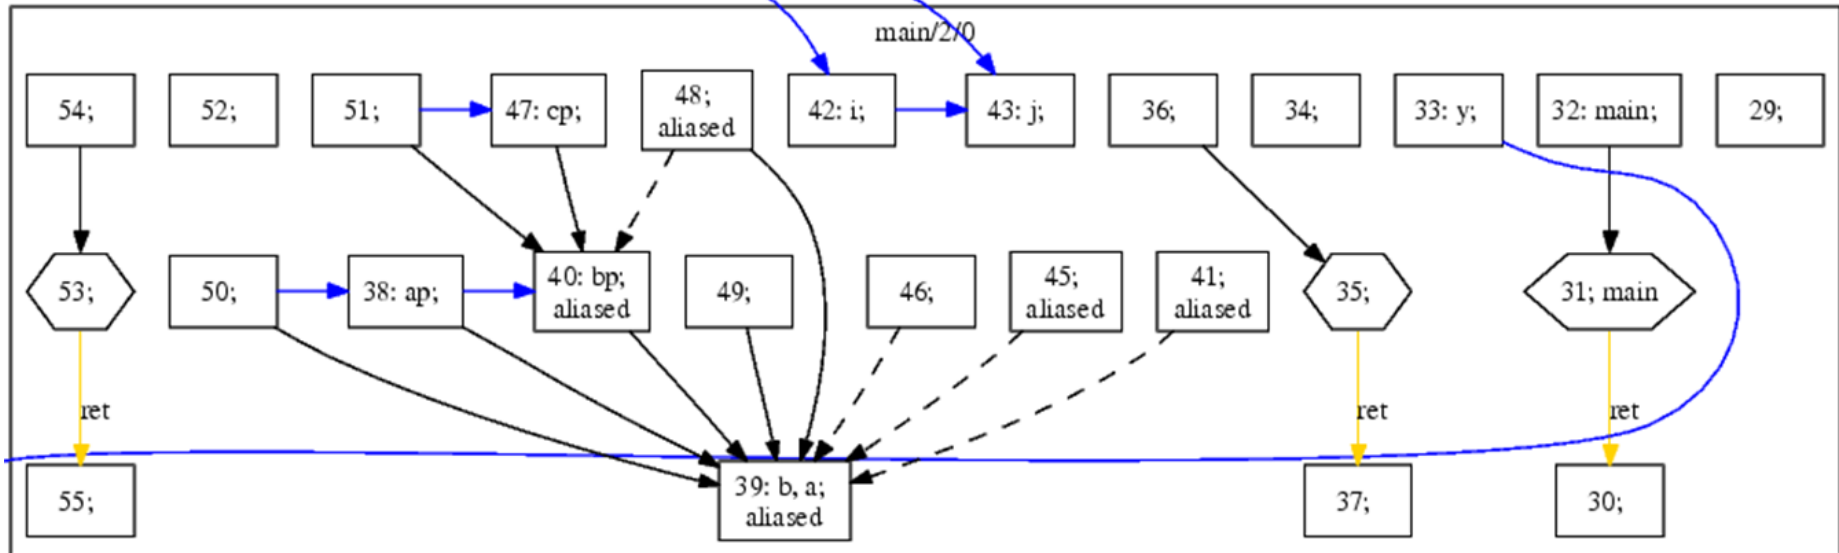 main/2/0
54;
52;
51;
47: cp;
48;
aliased
42: i;
43: j;
36;
34;
33: y;
32: main;
29;
53;
50;
38: ap;
40: bp;
aliased
49;
46;
45;
aliased
41;
aliased
35;
31; main
ret
ret
ret
55;
39: b, a;
aliased
37;
30;